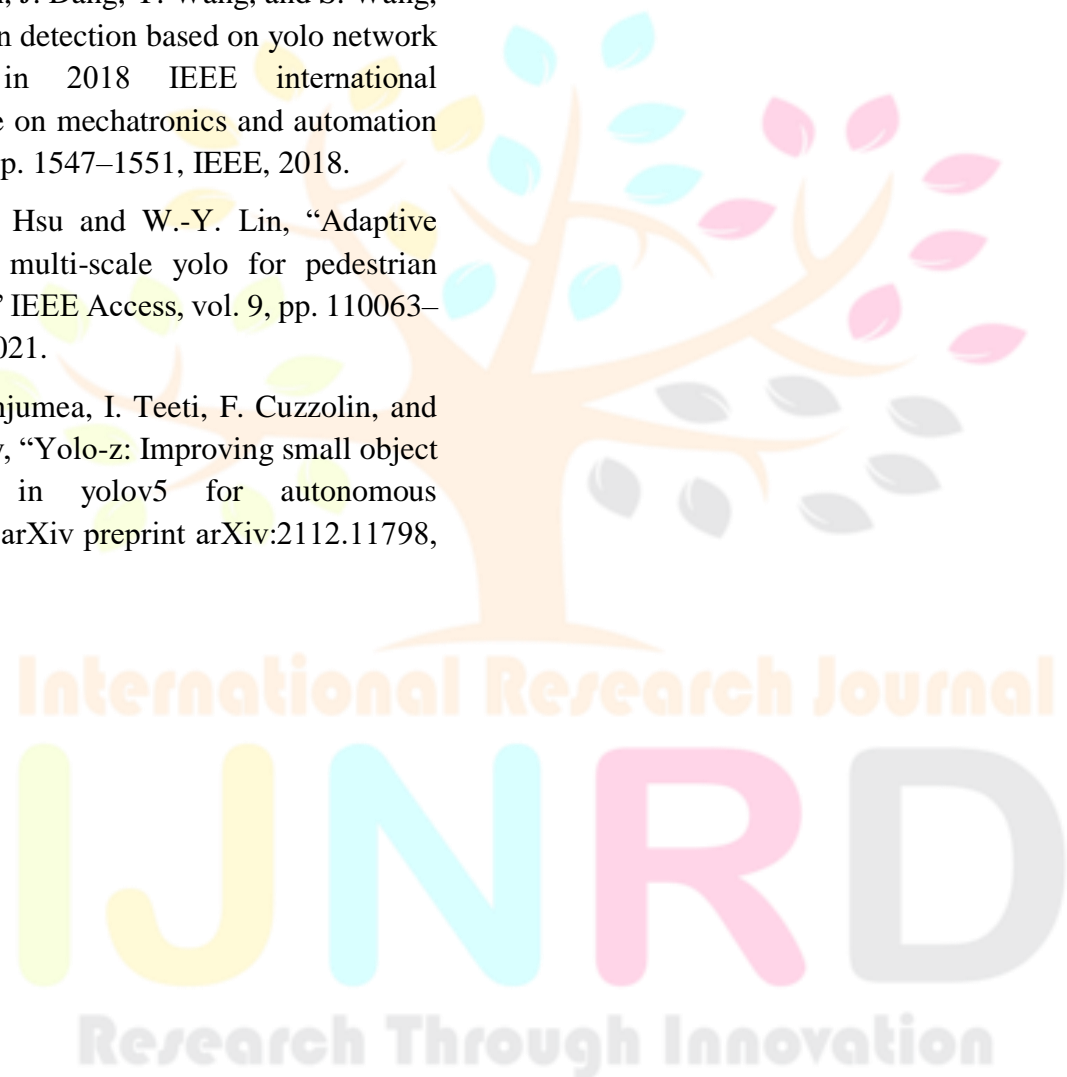 n, J. Dang, Y. Wang, and S. Wang,
n detection based on yolo network
in 2018 IEEE international
e on mechatronics and automation
p. 1547–1551, IEEE, 2018.
Hsu and W.-Y. Lin, “Adaptive
multi-scale yolo for pedestrian
” IEEE Access, vol. 9, pp. 110063–
021.
njumea, I. Teeti, F. Cuzzolin, and
y, “Yolo-z: Improving small object
in yolov5 for autonomous
arXiv preprint arXiv:2112.11798,
International Research Journal
IJNRD
Research Through Innovation